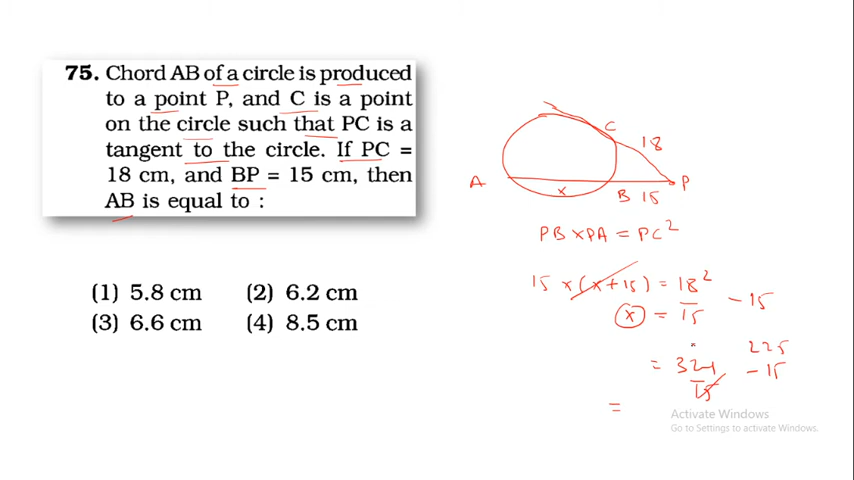 75. Chord AB of a circle is produced
to a point P, and C is a point
on the circle such that PC is a
tangent to the circle. If PC =
18 cm, and BP = 15 cm, then
AB is equal to :
(1) 5.8 cm (2) 6.2 cm
(3) 6.6 cm (4) 8.5 cm
C
18
A
P
x
B 15
PB × PA = PC²
15 × (x+15) = 18²
x = 15 - 15
225
= 324 - 15
15
=
Activate Windows
Go to Settings to activate Windows.